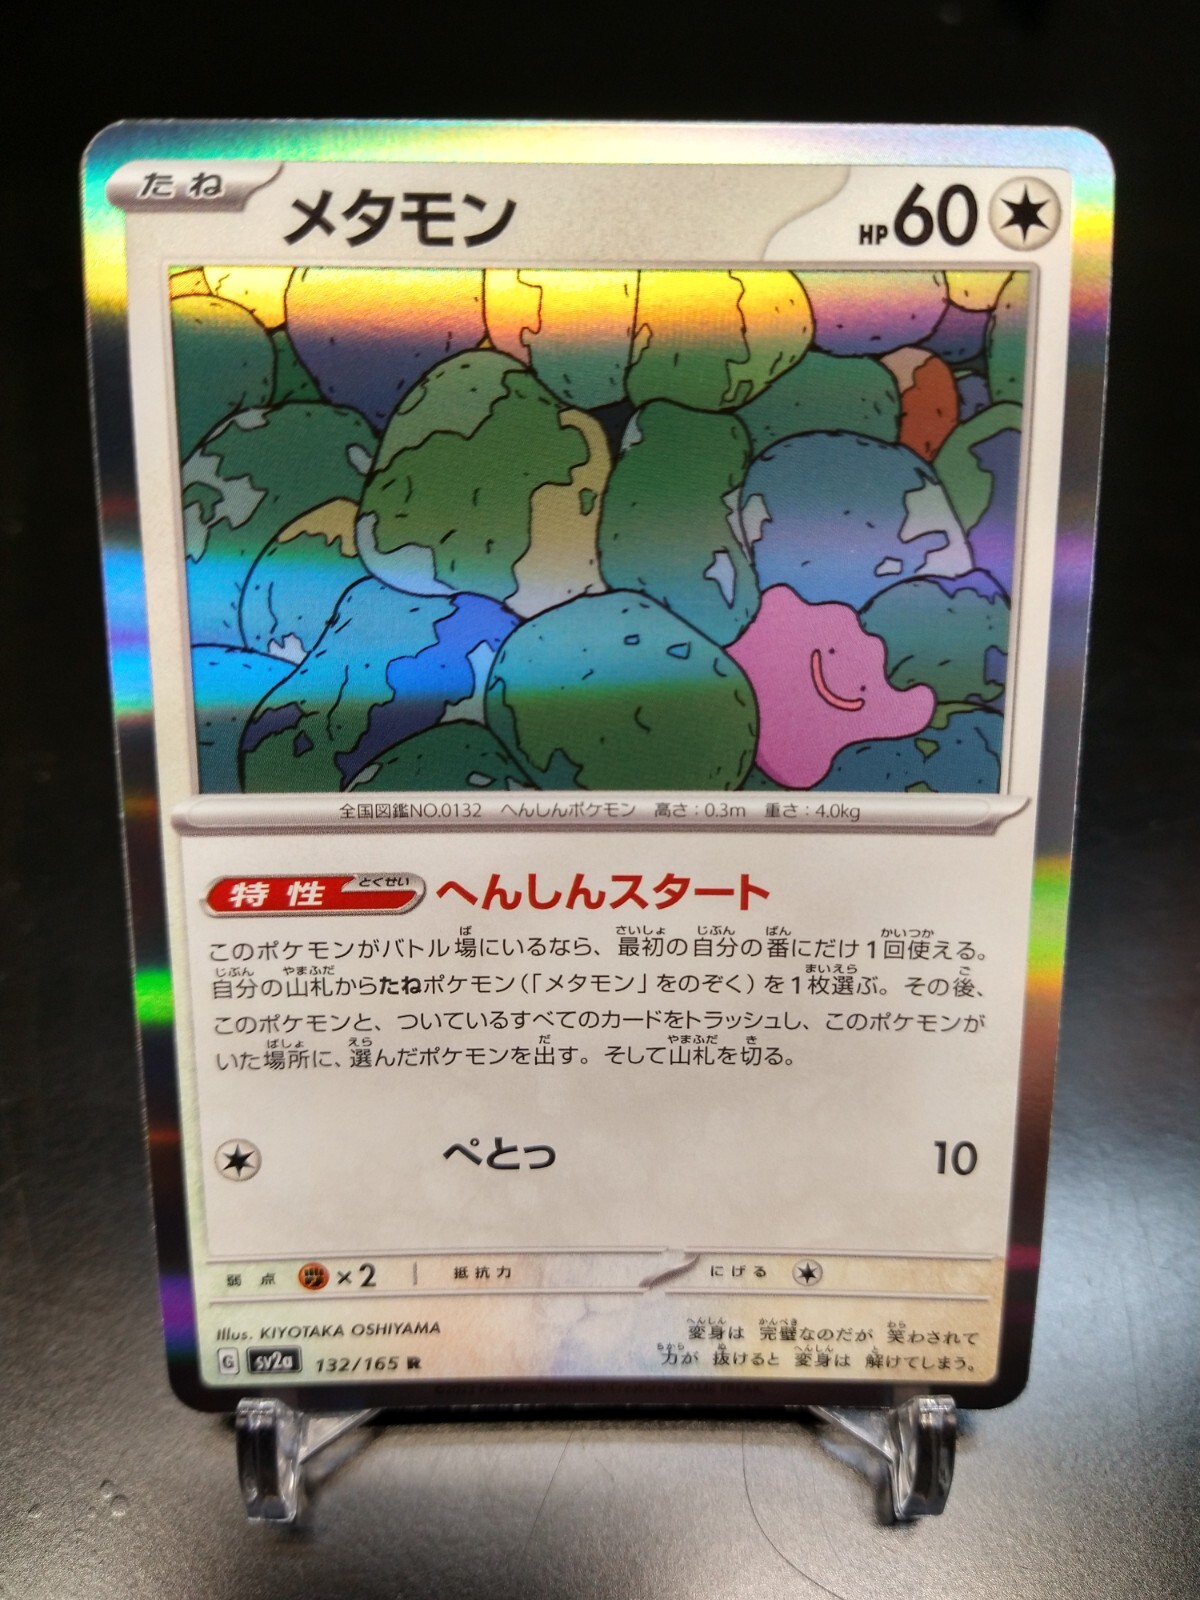 たね
メタモン
HP 60
全国図鑑NO.0132 へんしんポケモン 高さ：0.3m 重さ：4.0kg
特性 とくせい へんしんスタート
このポケモンがバトル場にいるなら、最初の自分の番にだけ1回使える。
自分の山札からたねポケモン（「メタモン」をのぞく）を1枚選ぶ。その後、
このポケモンと、ついているすべてのカードをトラッシュし、このポケモンが
いた場所に、選んだポケモンを出す。そして山札を切る。
ぺとっ 10
弱点 ×2 抵抗力 にげる
Illus. KIYOTAKA OSHIYAMA
G sv2a 132/165 R
変身は 完璧なのだが 笑わされて
力が 抜けると 変身は 解けてしまう。